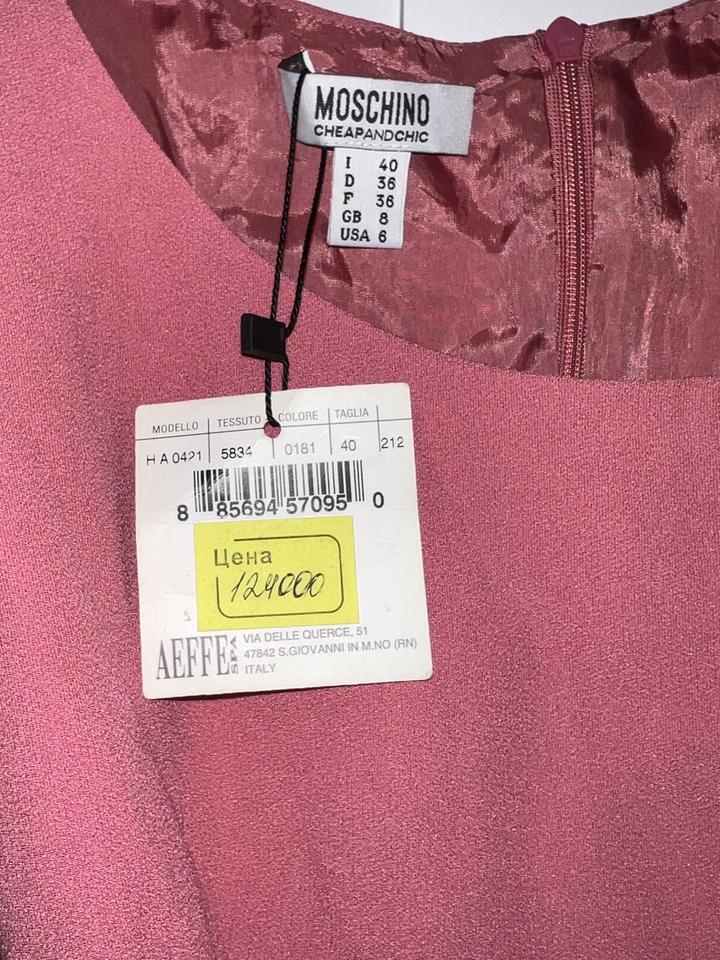 MOSCHINO
CHEAPANDCHIC
I 40
D 36
F 36
GB 8
USA 6
MODELLO TESSUTO COLORE TAGLIA
HA0421 5834 0181 40 212
8 85694 57095 0
Цена
124000
AEFFE SPA
VIA DELLE QUERCE, 51
47842 S.GIOVANNI IN M.NO (RN)
ITALY